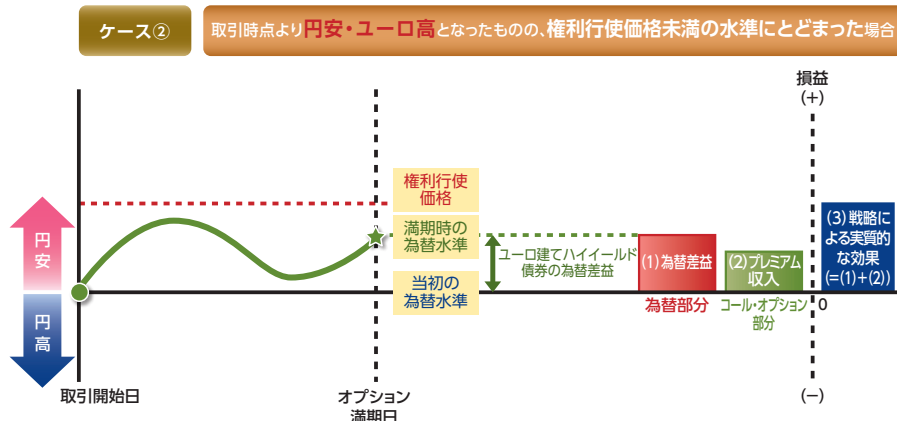 ケース②
取引時点より円安・ユーロ高となったものの、権利行使価格未満の水準にとどまった場合
損益
(+)
円安
円高
権利行使
価格
満期時の
為替水準
当初の
為替水準
ユーロ建てハイイールド
債券の為替差益
(1)為替差益
為替部分
(2)プレミアム
収入
コール・オプション
部分
(3)戦略に
よる実質的
な効果
(=(1)+(2))
0
(−)
取引開始日
オプション
満期日